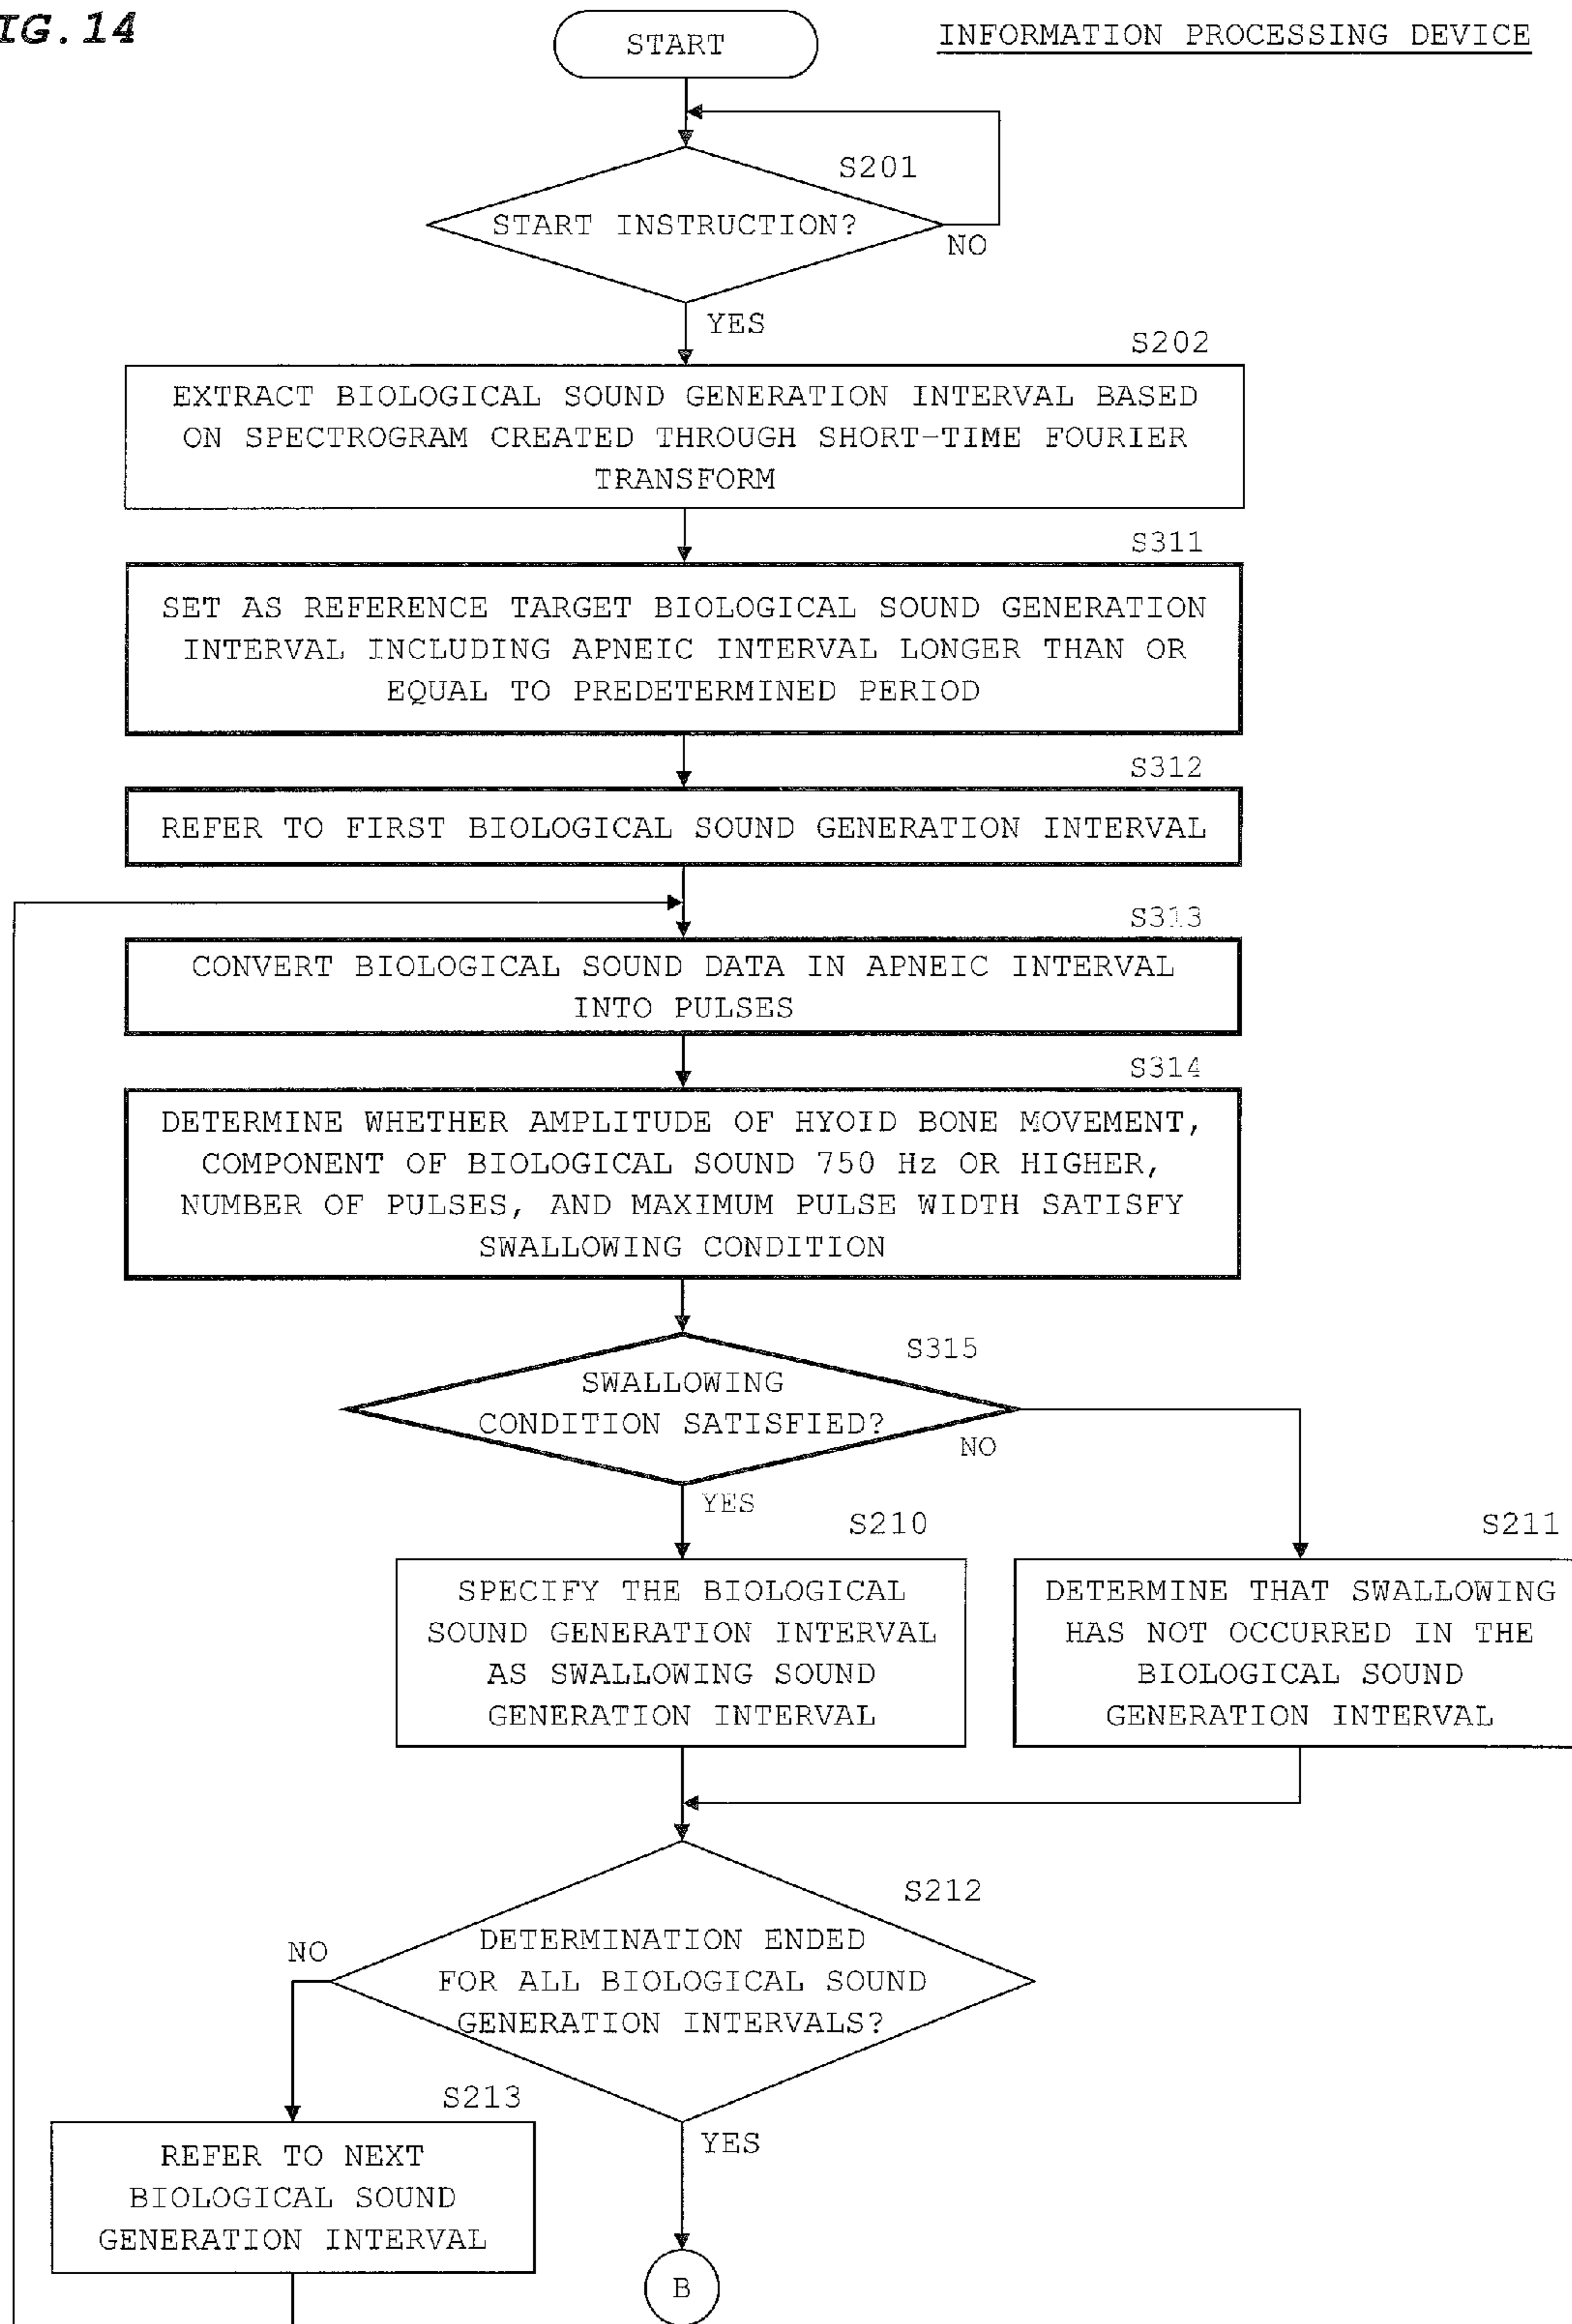 IG. 14
INFORMATION PROCESSING DEVICE
START
S201
START INSTRUCTION?
NO
YES
S202
EXTRACT BIOLOGICAL SOUND GENERATION INTERVAL BASED
ON SPECTROGRAM CREATED THROUGH SHORT-TIME FOURIER
TRANSFORM
S311
SET AS REFERENCE TARGET BIOLOGICAL SOUND GENERATION
INTERVAL INCLUDING APNEIC INTERVAL LONGER THAN OR
EQUAL TO PREDETERMINED PERIOD
S312
REFER TO FIRST BIOLOGICAL SOUND GENERATION INTERVAL
S313
CONVERT BIOLOGICAL SOUND DATA IN APNEIC INTERVAL
INTO PULSES
S314
DETERMINE WHETHER AMPLITUDE OF HYOID BONE MOVEMENT,
COMPONENT OF BIOLOGICAL SOUND 750 Hz OR HIGHER,
NUMBER OF PULSES, AND MAXIMUM PULSE WIDTH SATISFY
SWALLOWING CONDITION
S315
SWALLOWING
CONDITION SATISFIED?
NO
YES
S210
SPECIFY THE BIOLOGICAL
SOUND GENERATION INTERVAL
AS SWALLOWING SOUND
GENERATION INTERVAL
S211
DETERMINE THAT SWALLOWING
HAS NOT OCCURRED IN THE
BIOLOGICAL SOUND
GENERATION INTERVAL
S212
DETERMINATION ENDED
FOR ALL BIOLOGICAL SOUND
GENERATION INTERVALS?
NO
YES
S213
REFER TO NEXT
BIOLOGICAL SOUND
GENERATION INTERVAL
B